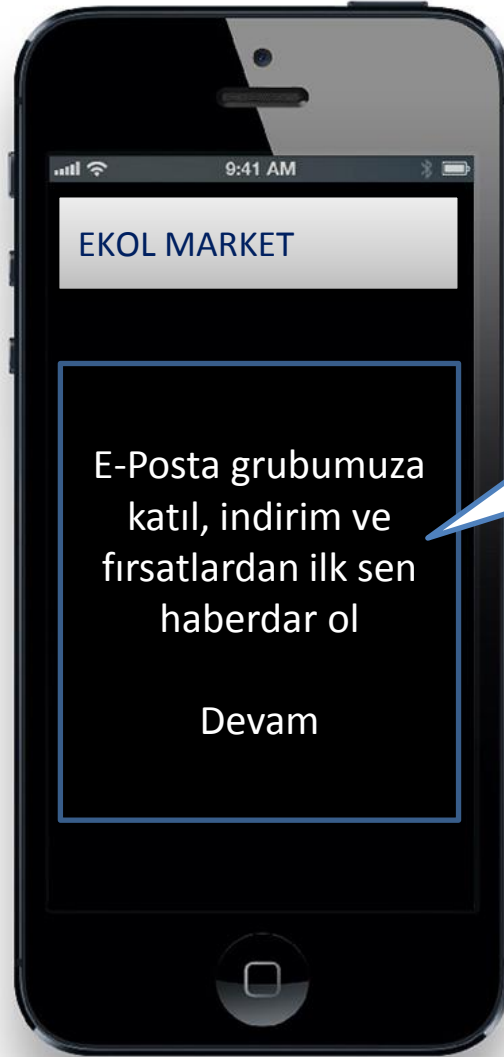 9:41 AM
EKOL MARKET
E-Posta grubumuza
katıl, indirim ve
fırsatlardan ilk sen
haberdar ol
Devam